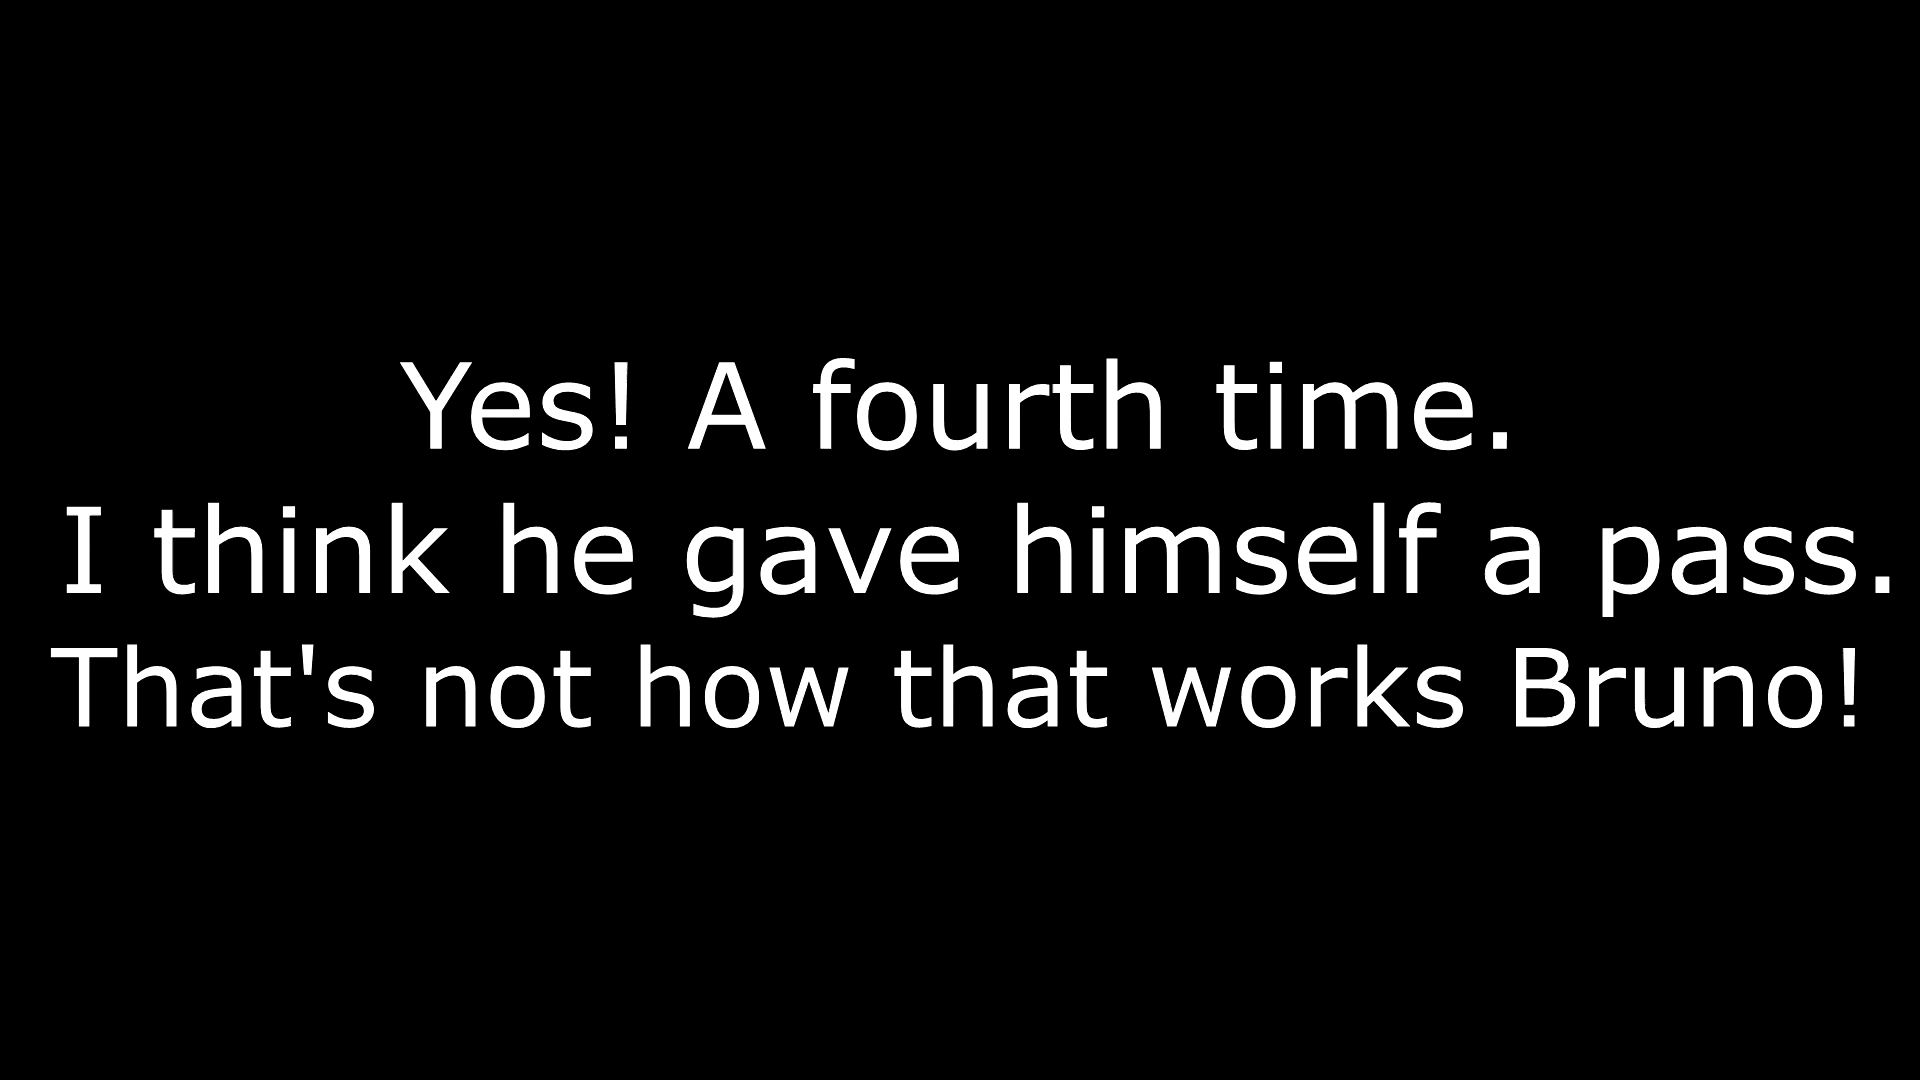 Yes! A fourth time.
I think he gave himself a pass.
That's not how that works Bruno!